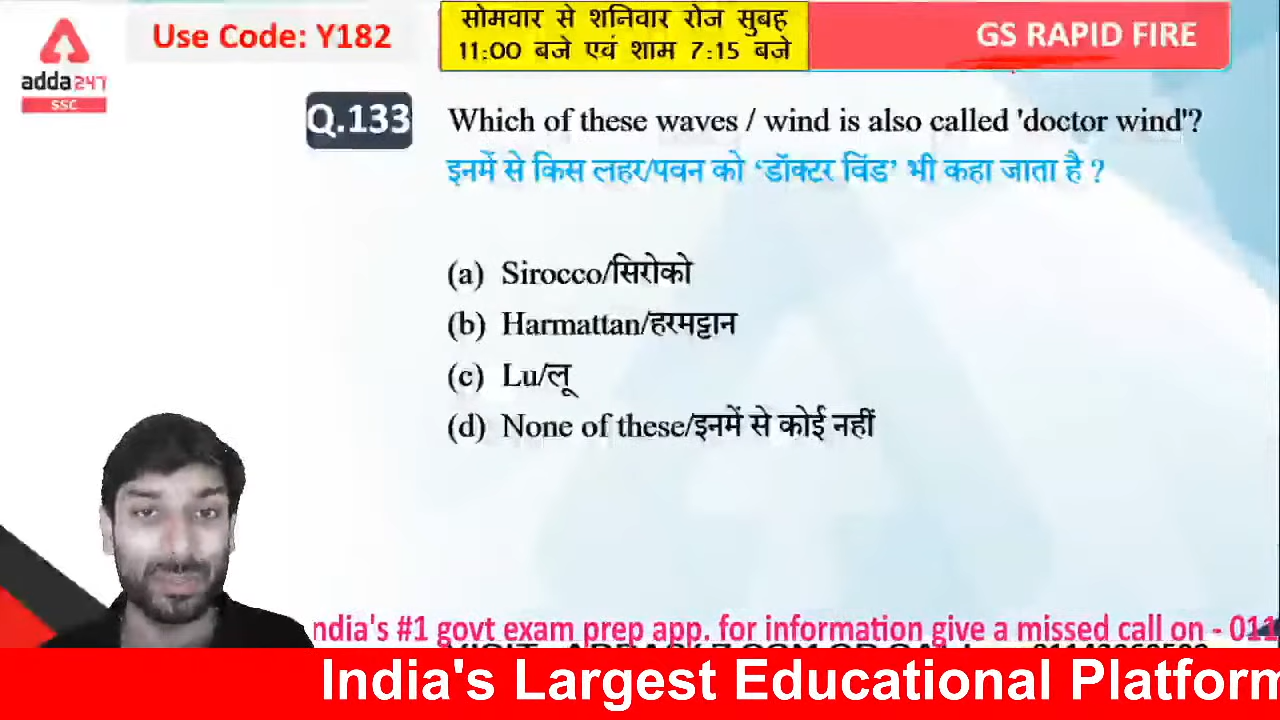 Use Code: Y182
सोमवार से शनिवार रोज सुबह
11:00 बजे एवं शाम 7:15 बजे
GS RAPID FIRE
adda247
SSC
Q.133
Which of these waves / wind is also called 'doctor wind'?
इनमें से किस लहर/पवन को ‘डॉक्टर विंड’ भी कहा जाता है ?
(a) Sirocco/सिरोको
(b) Harmattan/हरमट्टान
(c) Lu/लू
(d) None of these/इनमें से कोई नहीं
ndia's #1 govt exam prep app. for information give a missed call on - 011
India's Largest Educational Platform